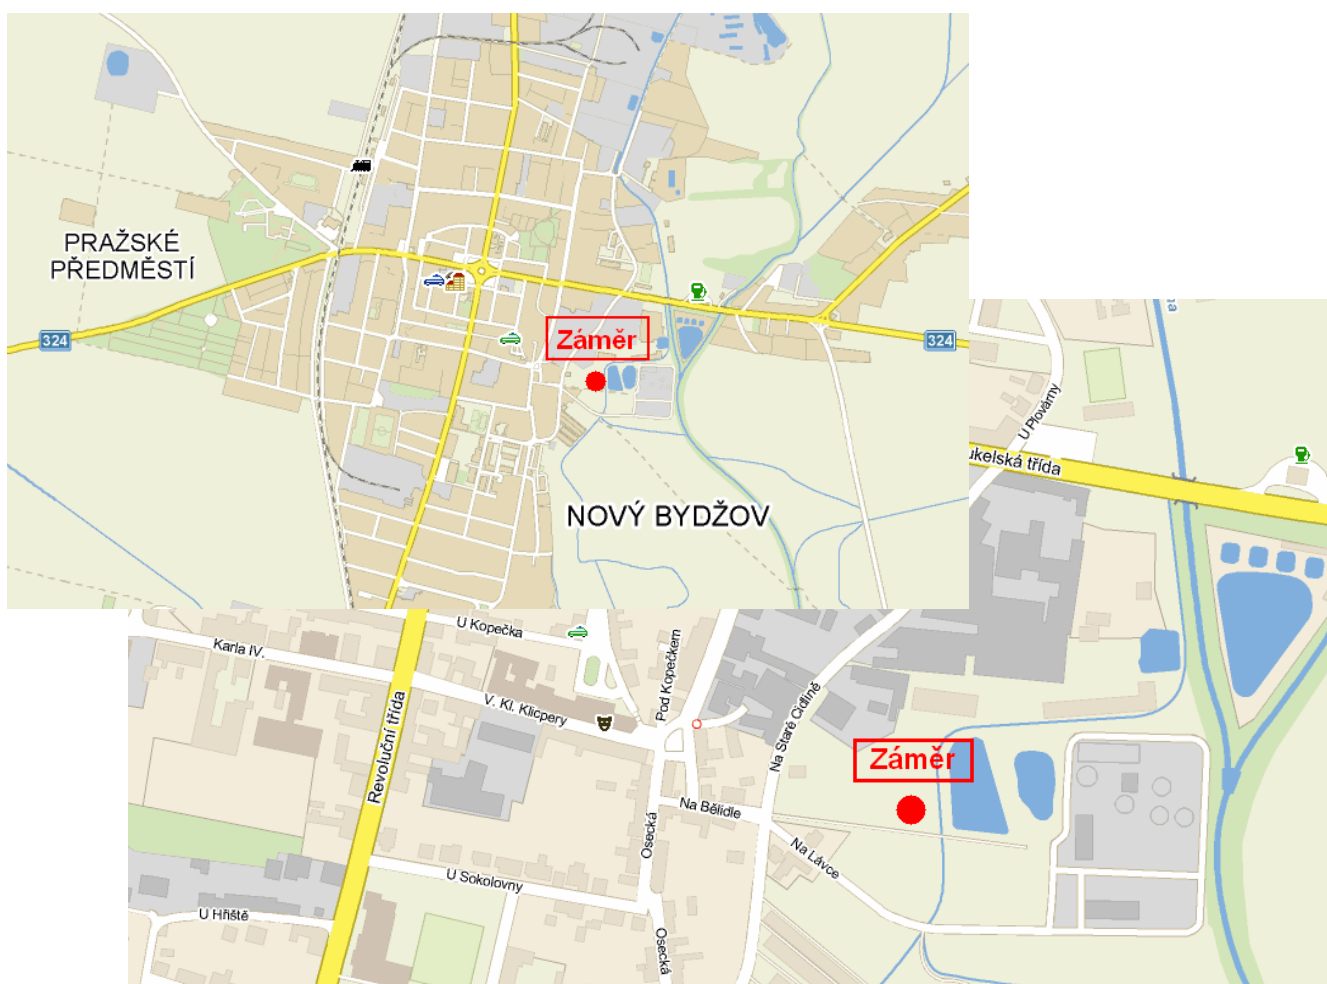 PRAŽSKÉ
PŘEDMĚSTÍ
324
Záměr
324
NOVÝ BYDŽOV
U Plovárny
ukelská třída
U Kopečka
Karla IV.
V. Kl. Klicpery
Pod Kopečkem
Revoluční třída
Na Staré Cidlině
Záměr
Na Bělidle
Osecká
Na Lávce
U Sokolovny
U Hřiště
Osecká